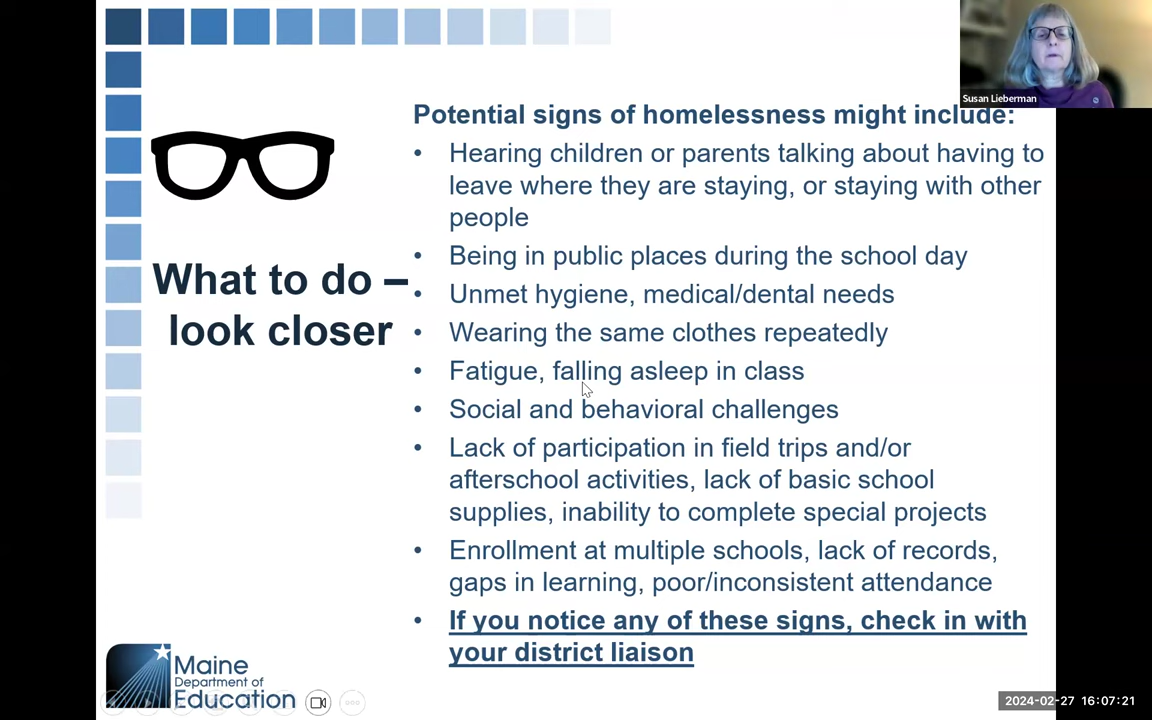 Susan Lieberman
Potential signs of homelessness might include:
• Hearing children or parents talking about having to
leave where they are staying, or staying with other
people
• Being in public places during the school day
• Unmet hygiene, medical/dental needs
• Wearing the same clothes repeatedly
• Fatigue, falling asleep in class
• Social and behavioral challenges
• Lack of participation in field trips and/or
afterschool activities, lack of basic school
supplies, inability to complete special projects
• Enrollment at multiple schools, lack of records,
gaps in learning, poor/inconsistent attendance
• If you notice any of these signs, check in with
your district liaison
What to do –
look closer
Maine
Department of
Education
2024-02-27 16:07:21